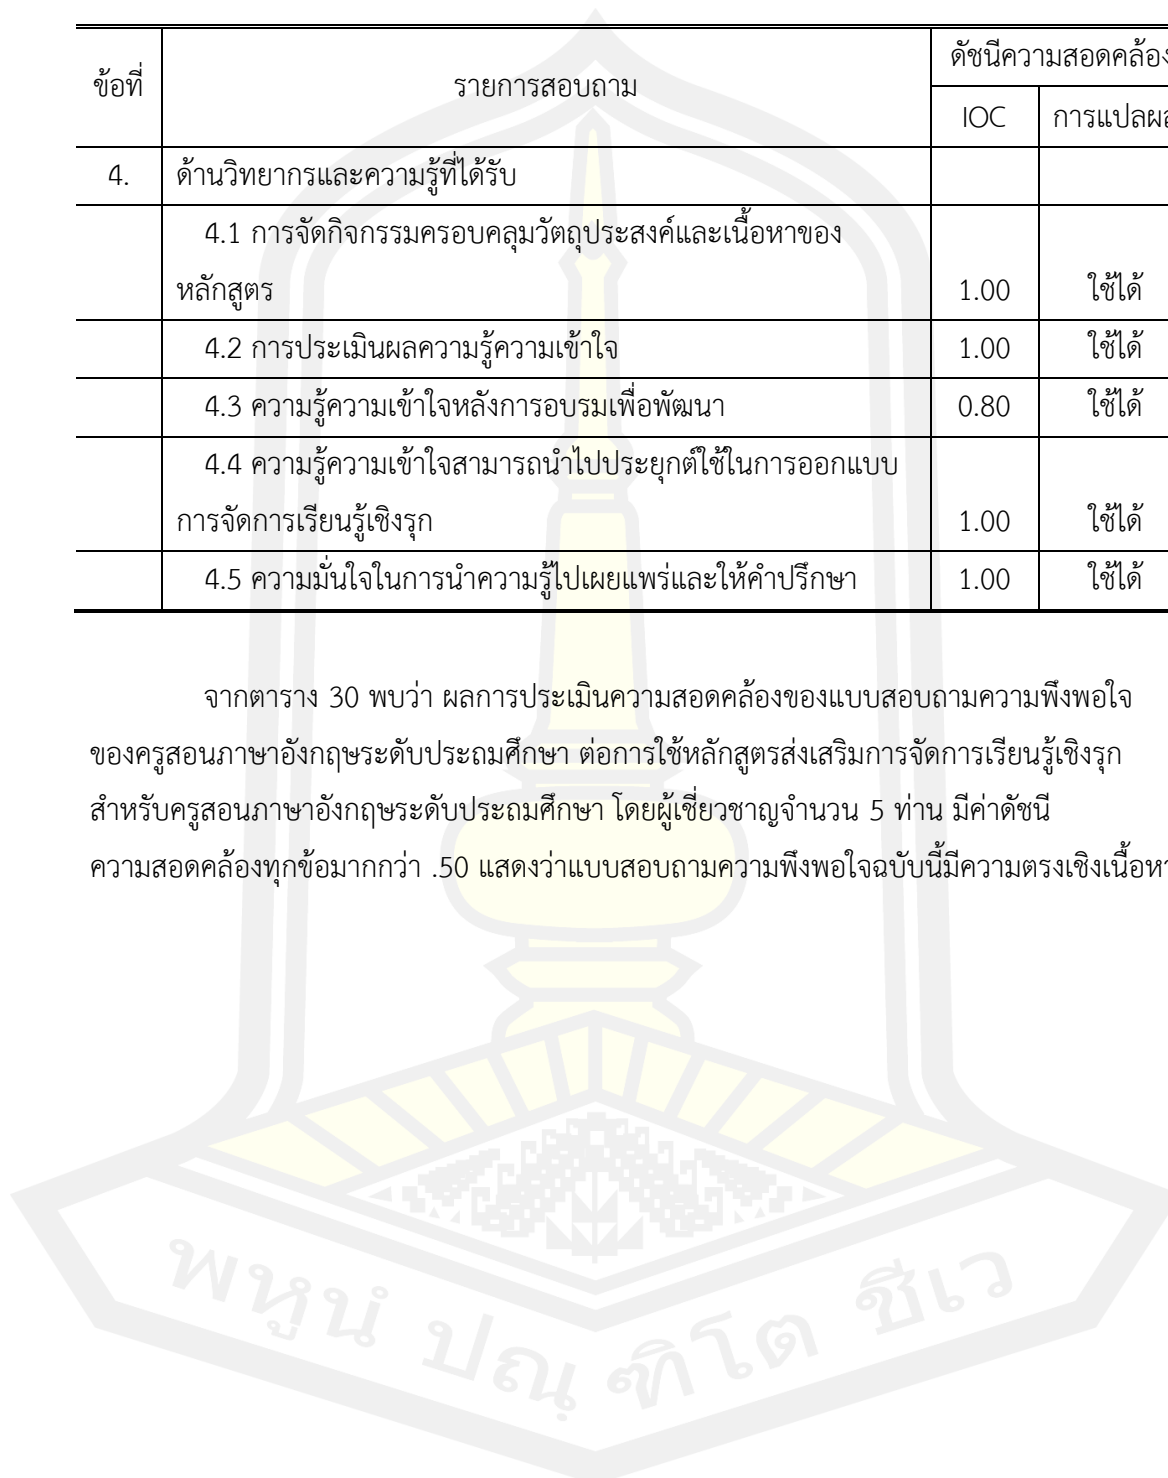 ข้อที่ รายการสอบถาม ดัชนีความสอดคล้อง
IOC การแปลผล
4. ด้านวิทยากรและความรู้ที่ได้รับ
4.1 การจัดกิจกรรมครอบคลุมวัตถุประสงค์และเนื้อหาของ
หลักสูตร 1.00 ใช้ได้
4.2 การประเมินผลความรู้ความเข้าใจ 1.00 ใช้ได้
4.3 ความรู้ความเข้าใจหลังการอบรมเพื่อพัฒนา 0.80 ใช้ได้
4.4 ความรู้ความเข้าใจสามารถนำไปประยุกต์ใช้ในการออกแบบ
การจัดการเรียนรู้เชิงรุก 1.00 ใช้ได้
4.5 ความมั่นใจในการนำความรู้ไปเผยแพร่และให้คำปรึกษา 1.00 ใช้ได้
จากตาราง 30 พบว่า ผลการประเมินความสอดคล้องของแบบสอบถามความพึงพอใจ
ของครูสอนภาษาอังกฤษระดับประถมศึกษา ต่อการใช้หลักสูตรส่งเสริมการจัดการเรียนรู้เชิงรุก
สำหรับครูสอนภาษาอังกฤษระดับประถมศึกษา โดยผู้เชี่ยวชาญจำนวน 5 ท่าน มีค่าดัชนี
ความสอดคล้องทุกข้อมากกว่า .50 แสดงว่าแบบสอบถามความพึงพอใจฉบับนี้มีความตรงเชิงเนื้อหา
พหูนํ ปณฺฑิโต ชีเว